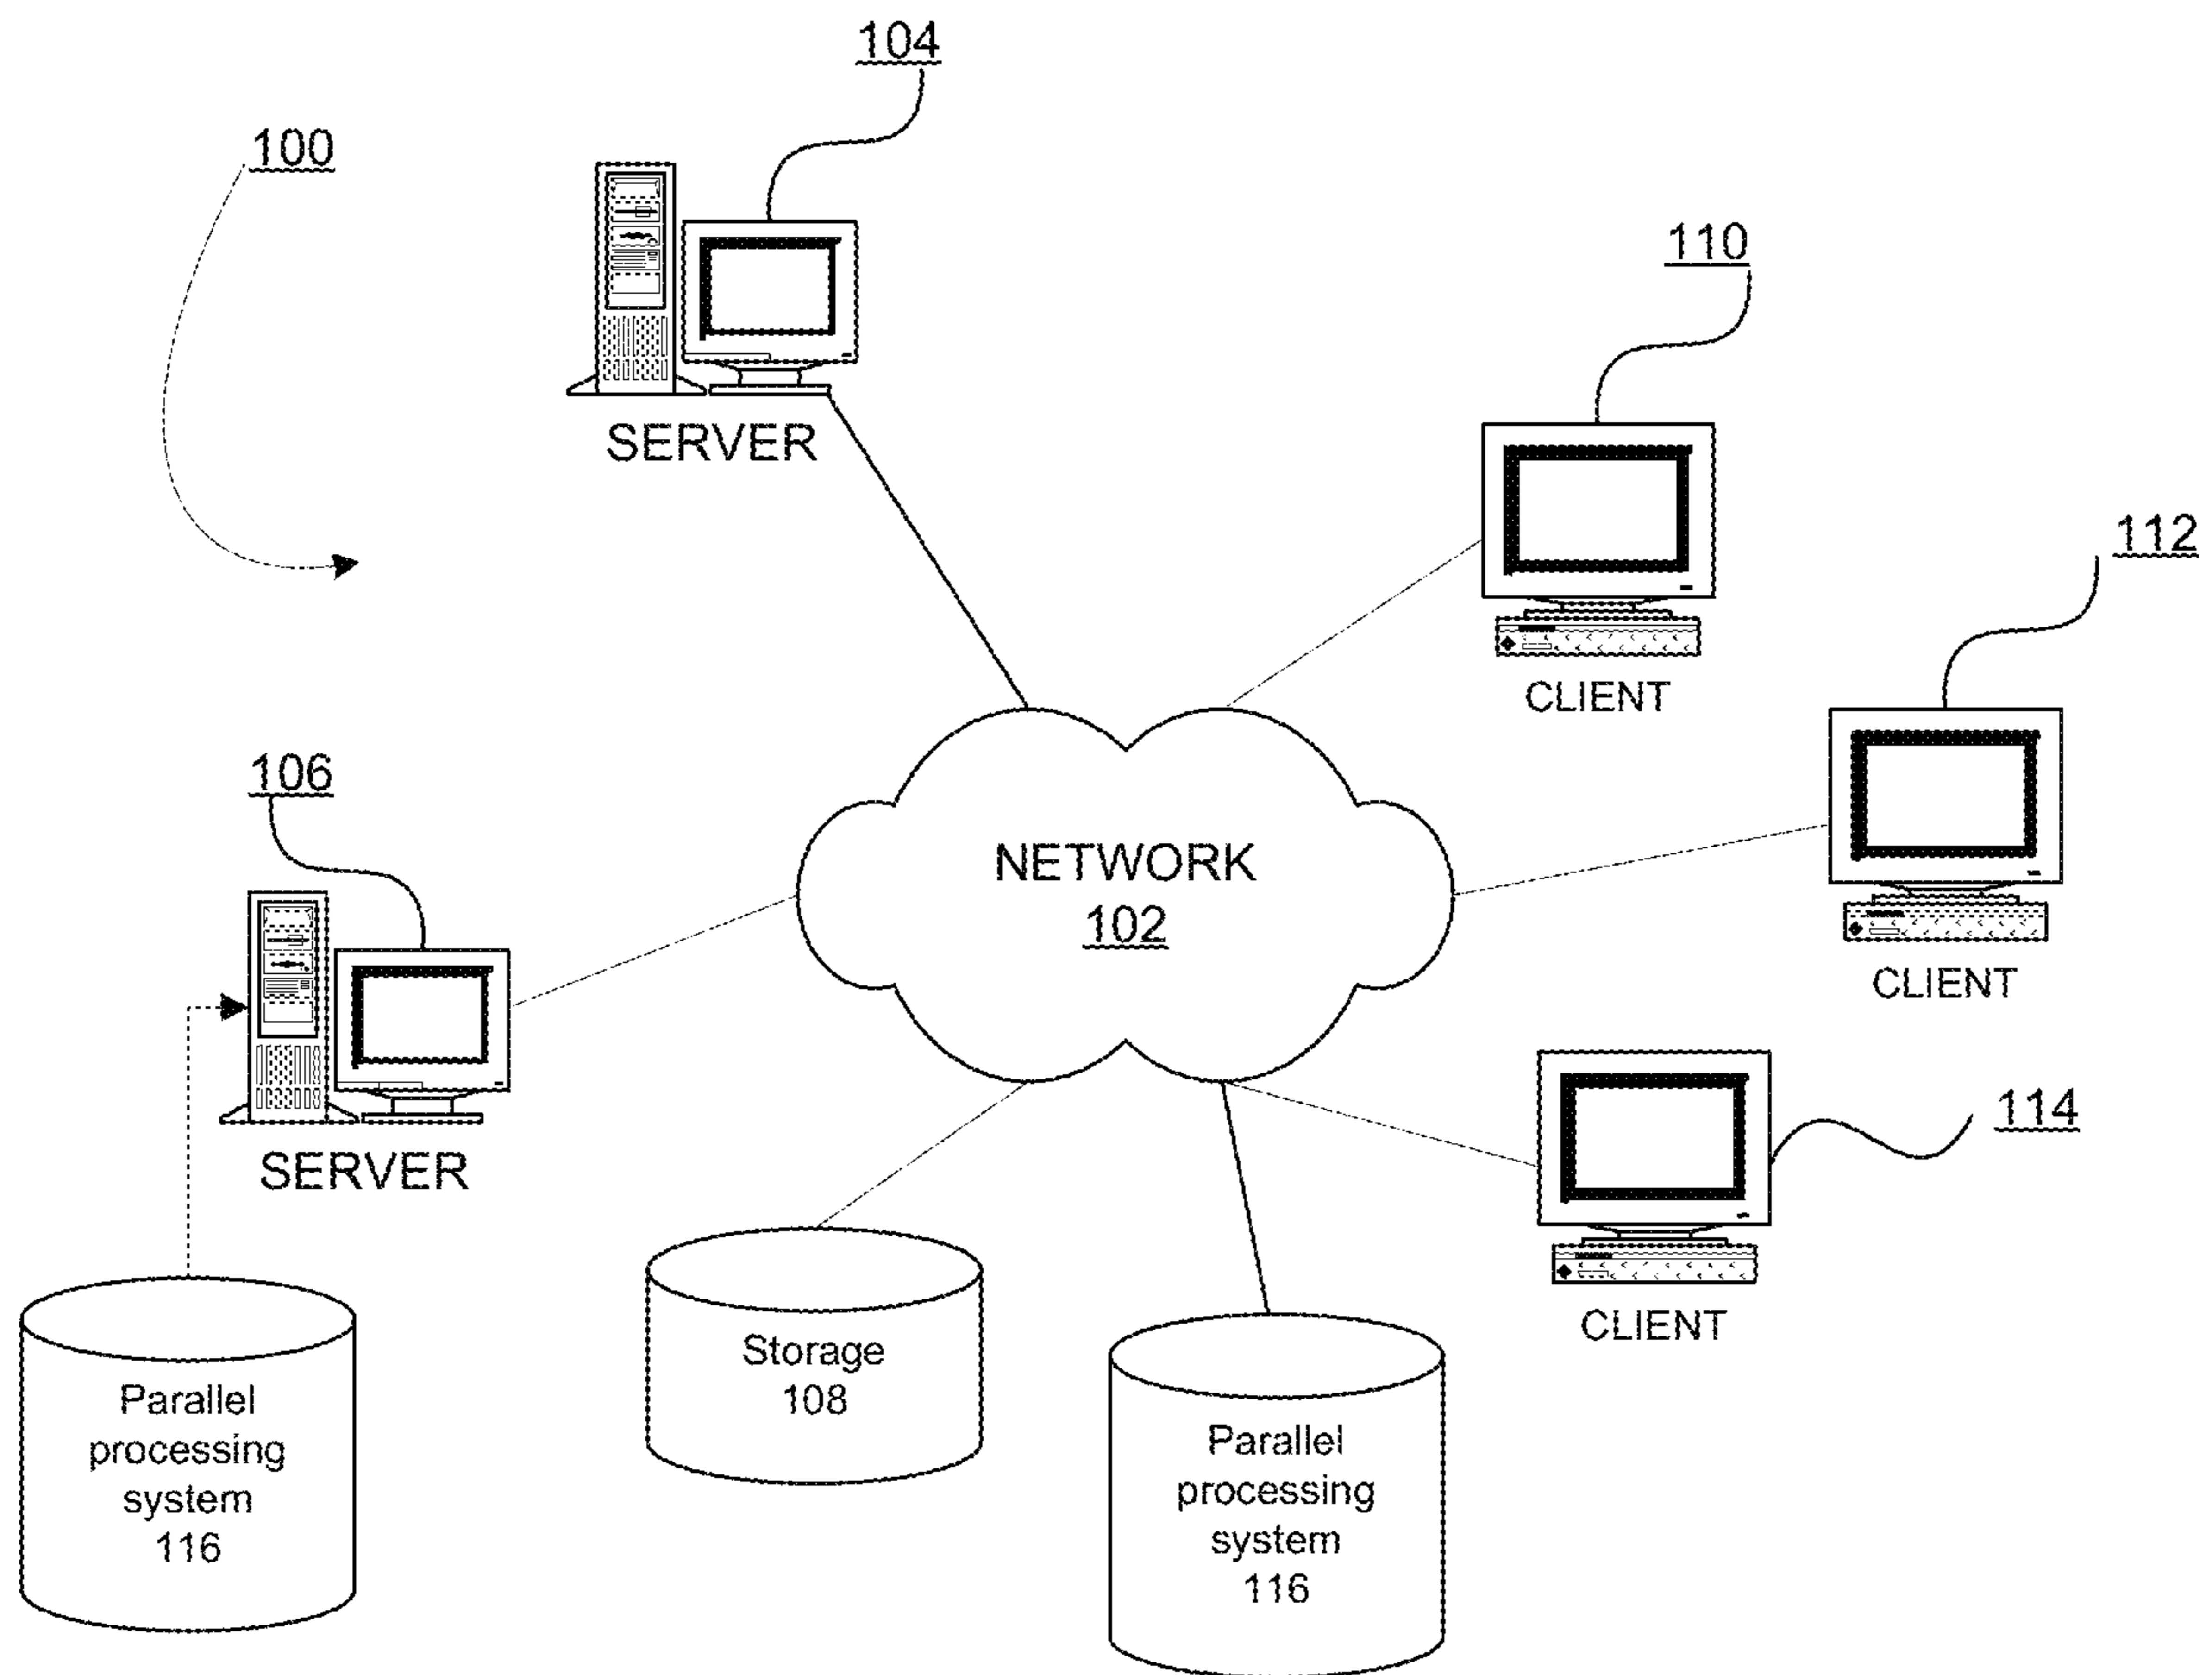 104
100
SERVER
110
CLIENT
112
CLIENT
106
SERVER
NETWORK
102
114
CLIENT
Storage
108
Parallel
processing
system
116
Parallel
processing
system
116